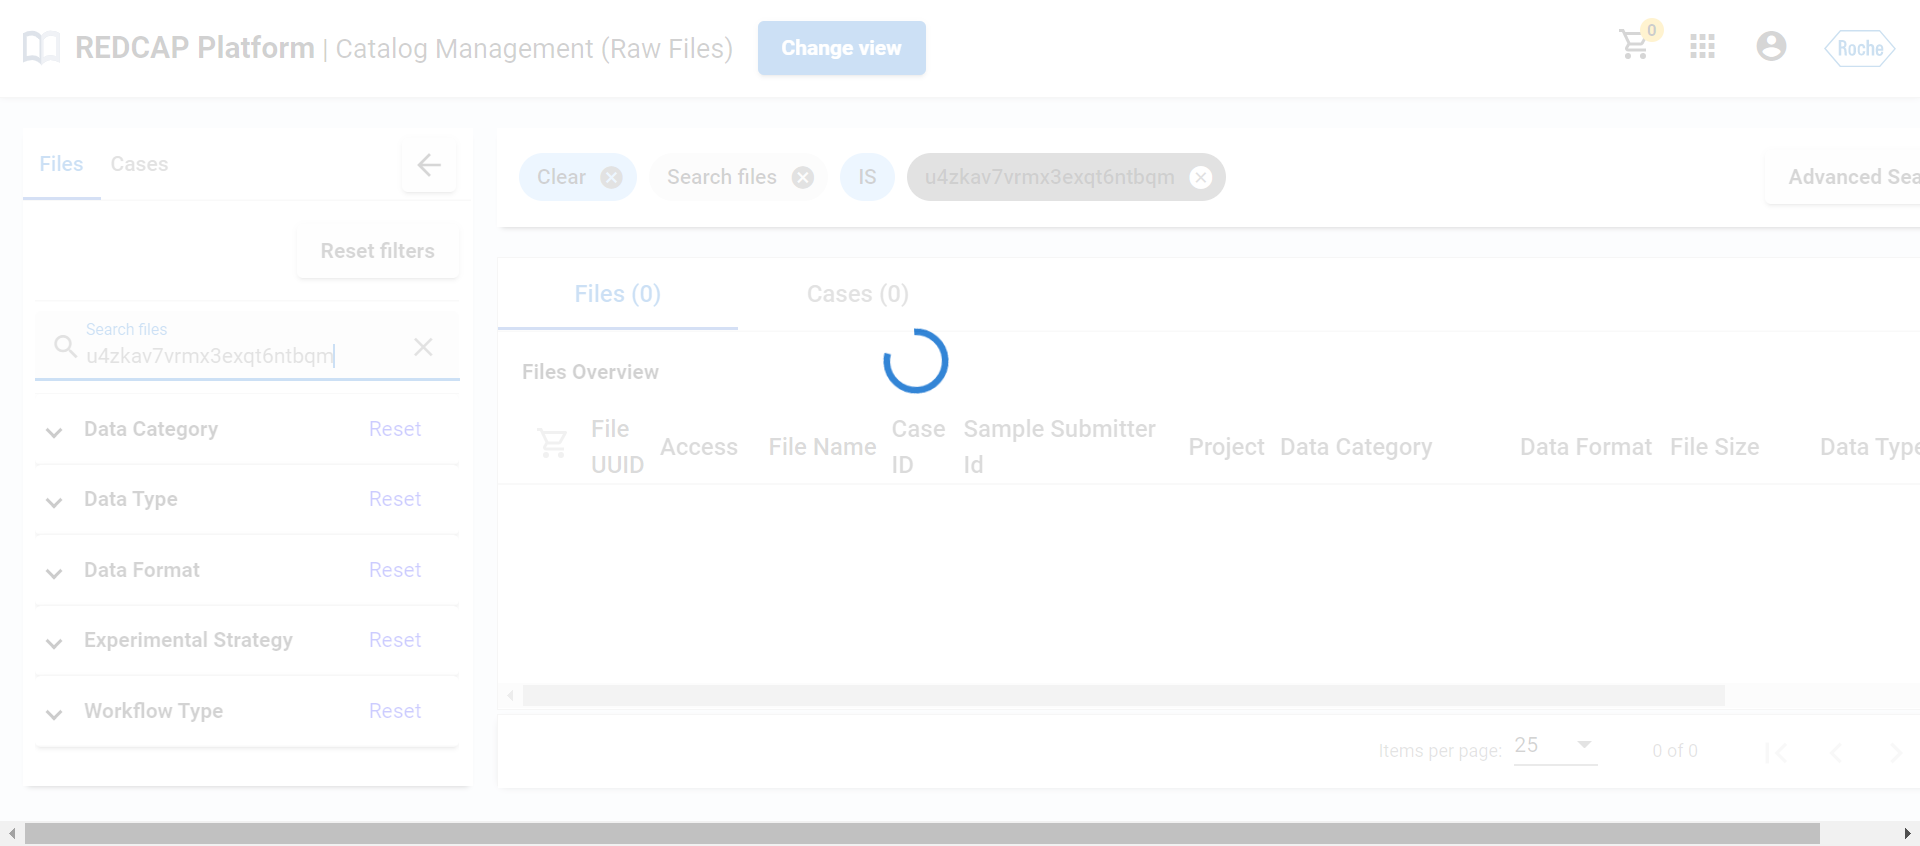 REDCAP Platform | Catalog Management (Raw Files)
Change view
0
Roche
Files
Cases
Reset filters
Search files
u4zkav7vrmx3exqt6ntbqm
Data Category
Reset
Data Type
Reset
Data Format
Reset
Experimental Strategy
Reset
Workflow Type
Reset
Clear
Search files
IS
u4zkav7vrmx3exqt6ntbqm
Advanced Sea
Files (0)
Cases (0)
Files Overview
File UUID
Access
File Name
Case ID
Sample Submitter Id
Project
Data Category
Data Format
File Size
Data Type
Items per page:
25
0 of 0